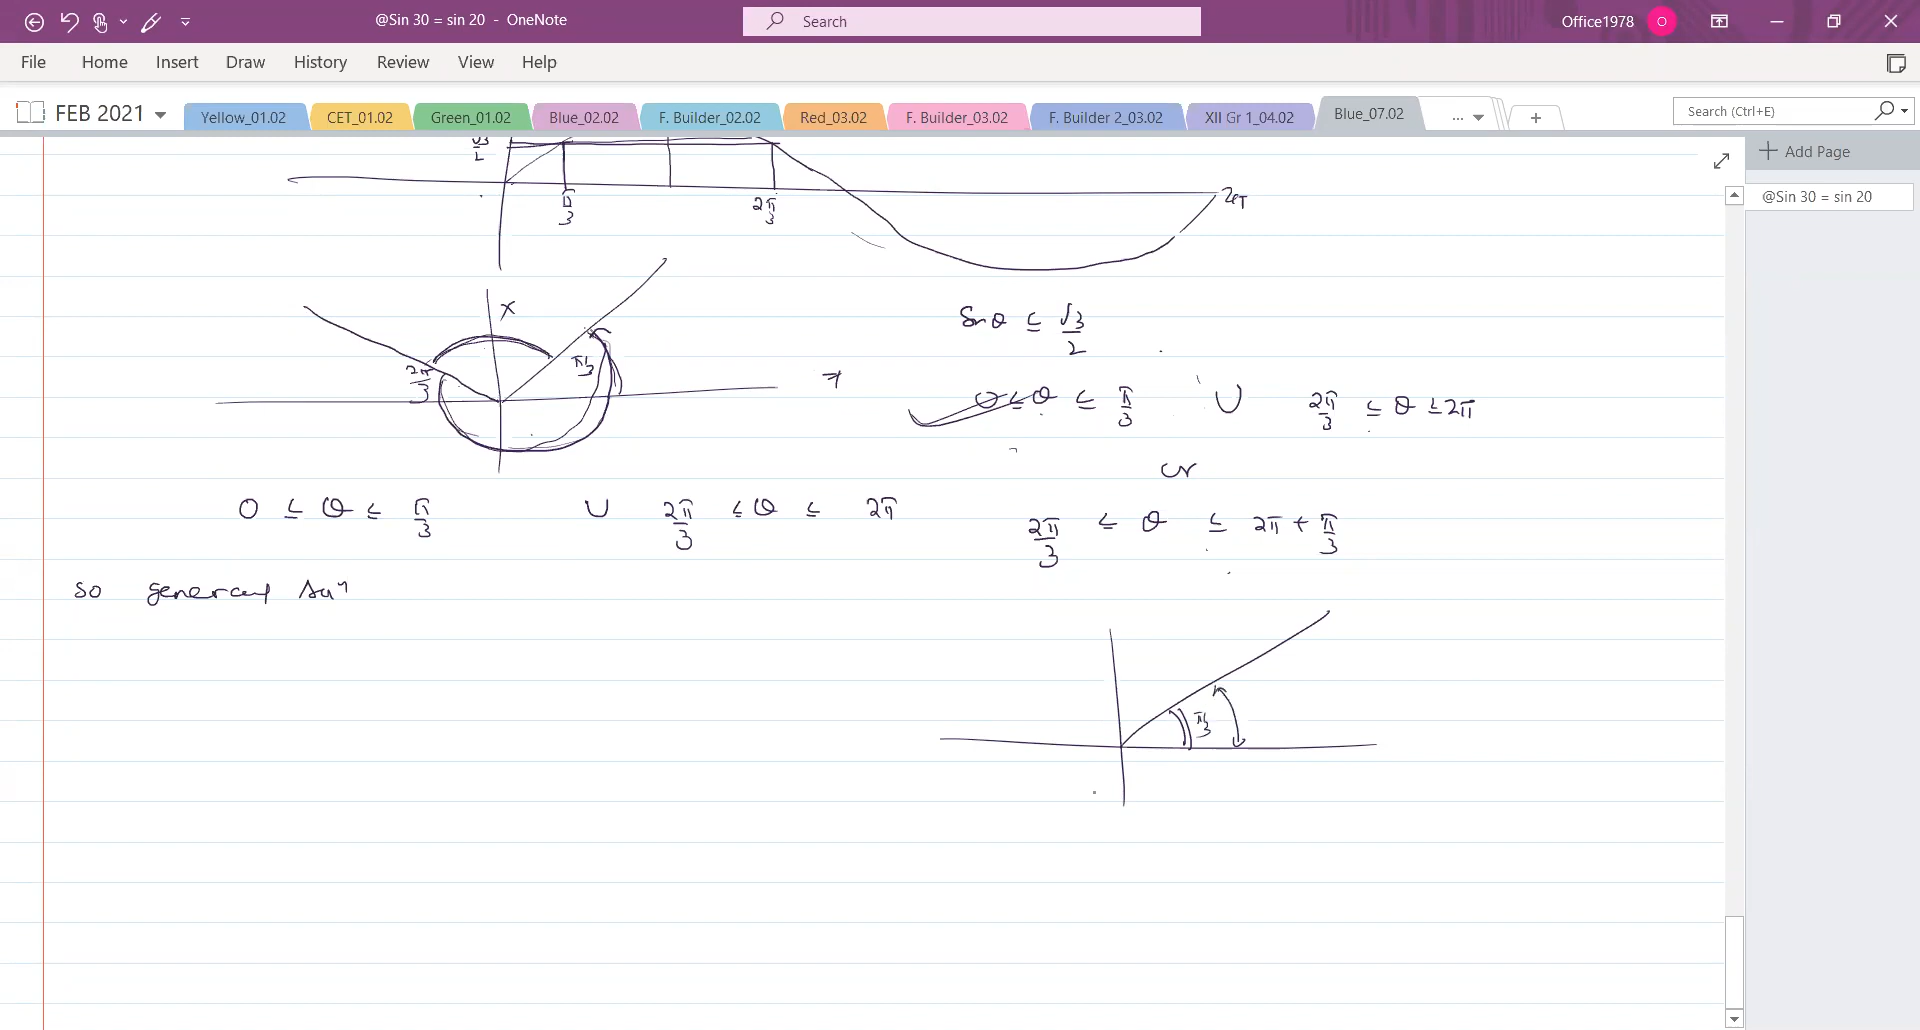 @Sin 30 = sin 20 - OneNote
Search
Office1978
O
File Home Insert Draw History Review View Help
FEB 2021
Yellow_01.02 CET_01.02 Green_01.02 Blue_02.02 F. Builder_02.02 Red_03.02 F. Builder_03.02 F. Builder 2_03.02 XII Gr 1_04.02 Blue_07.02 ... +
Search (Ctrl+E)
Add Page
@Sin 30 = sin 20
√3/2
π/3
2π/3
2π
x
π/3
2π/3
Sinθ ≤ √3/2
0 ≤ θ ≤ π/3 ∪ 2π/3 ≤ θ ≤ 2π
or
0 ≤ θ ≤ π/3 ∪ 2π/3 ≤ θ ≤ 2π
2π/3 ≤ θ ≤ 2π + π/3
so general
π/3